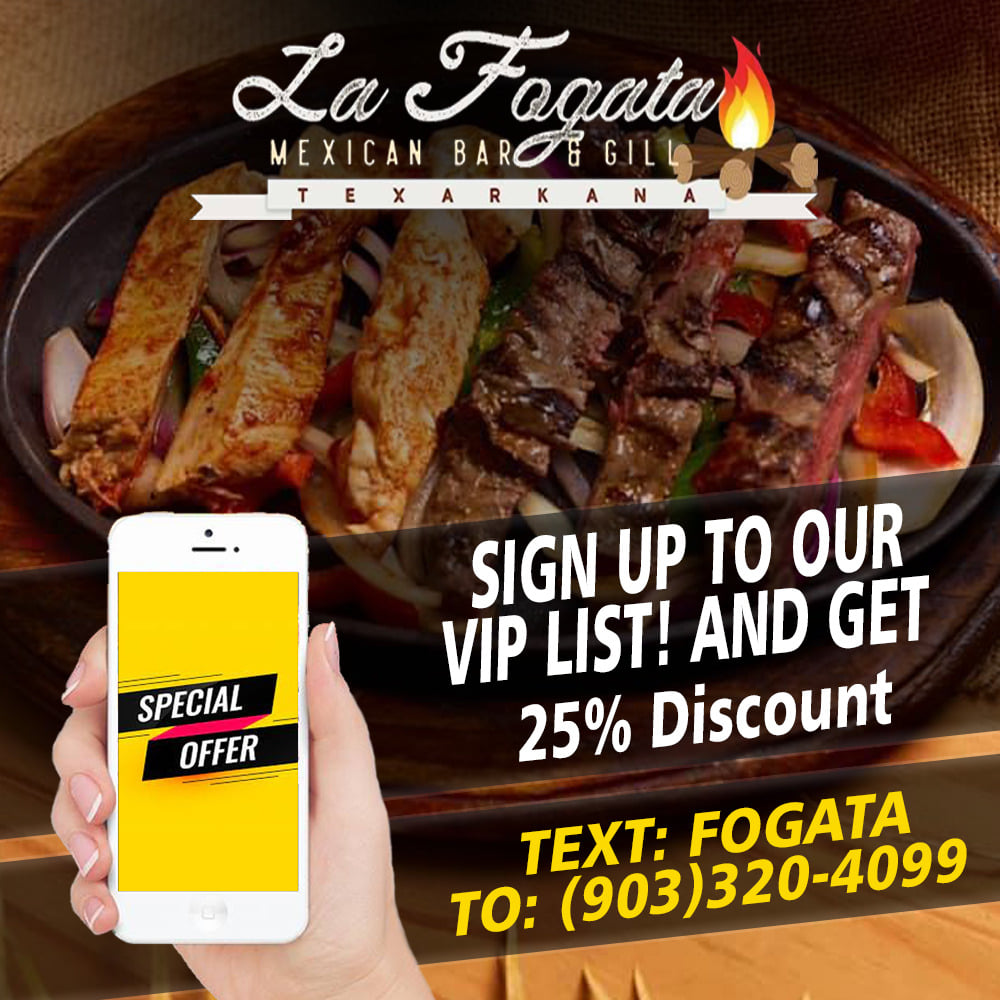 La Fogata
MEXICAN BAR & GILL
TEXARKANA
SIGN UP TO OUR
VIP LIST! AND GET
25% Discount
SPECIAL
OFFER
TEXT: FOGATA
TO: (903)320-4099